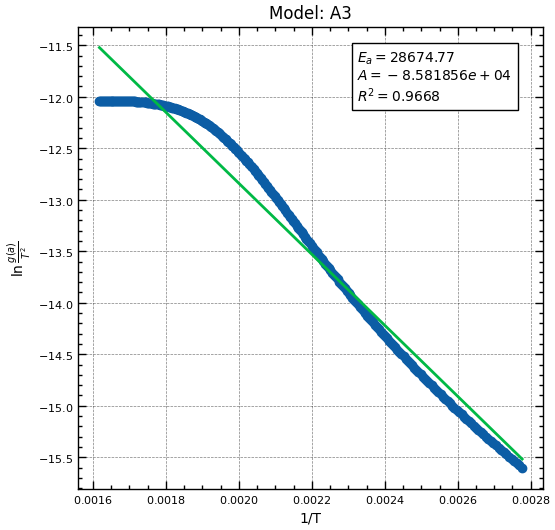 Model: A3
E_a = 28674.77
A = − 8.581856e + 04
R² = 0.9668
−11.5
−12.0
−12.5
−13.0
−13.5
−14.0
−14.5
−15.0
−15.5
ln g(a)/T²
0.0016 0.0018 0.0020 0.0022 0.0024 0.0026 0.0028
1/T